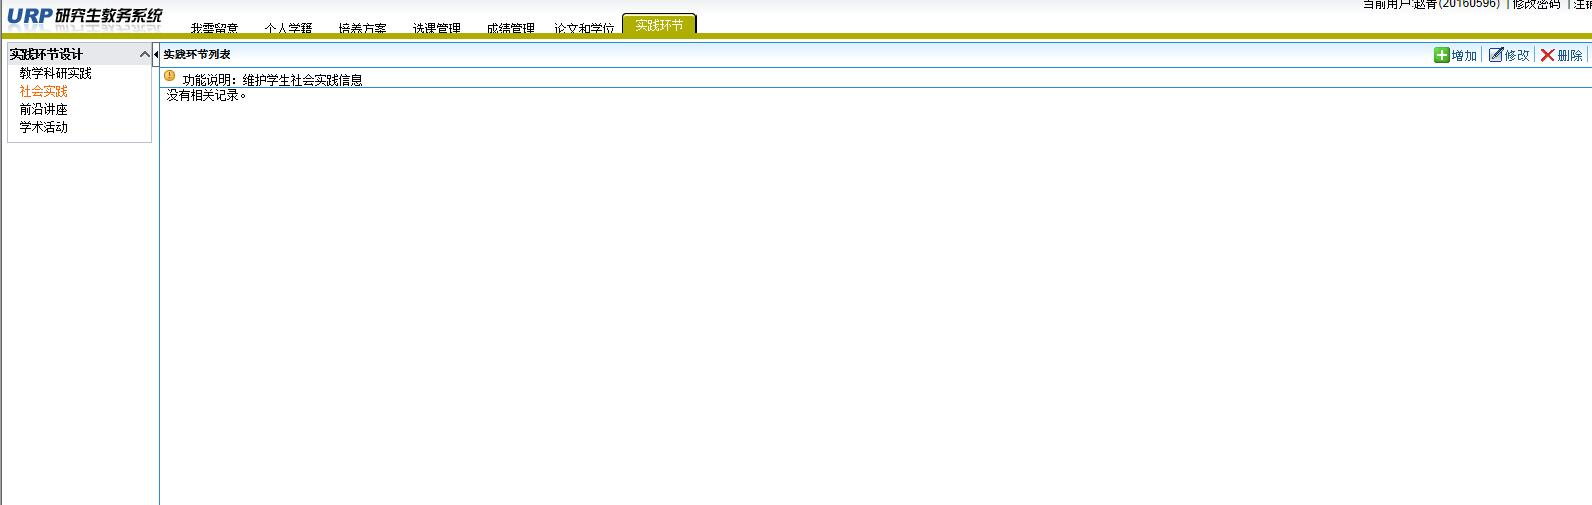 URP 研究生教务系统
当前用户:赵青(20160596) | 修改密码 | 注销
我需留意 个人学籍 培养方案 选课管理 成绩管理 论文和学位 实践环节
实践环节设计
教学科研实践
社会实践
前沿讲座
学术活动
实践环节列表
增加 修改 删除
功能说明：维护学生社会实践信息
没有相关记录。